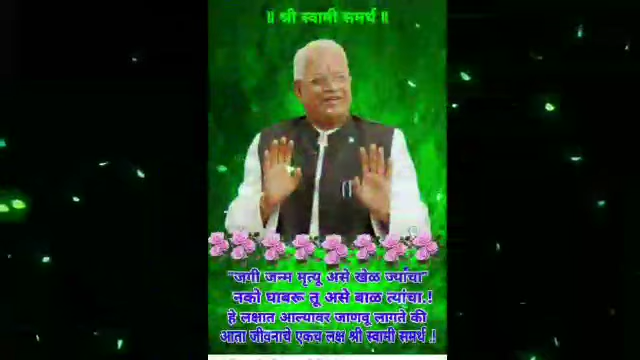 ॥ श्री स्वामी समर्थ ॥
"जगी जन्म मृत्यू असे खेळ ज्यांचा"
नको घाबरू तू असे बाळ त्यांचा.!
हे लक्षात आल्यावर जाणवू लागते की
आता जीवनाचे एकच लक्ष श्री स्वामी समर्थ .!